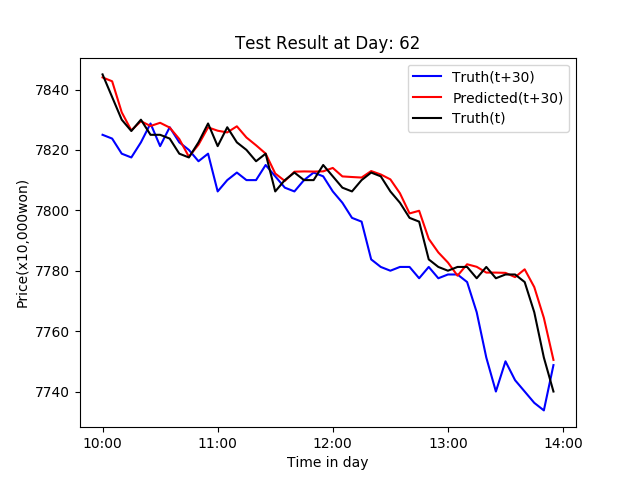 Test Result at Day: 62
Truth(t+30)
Predicted(t+30)
Truth(t)
Price(x10,000won)
7840
7820
7800
7780
7760
7740
10:00 11:00 12:00 13:00 14:00
Time in day